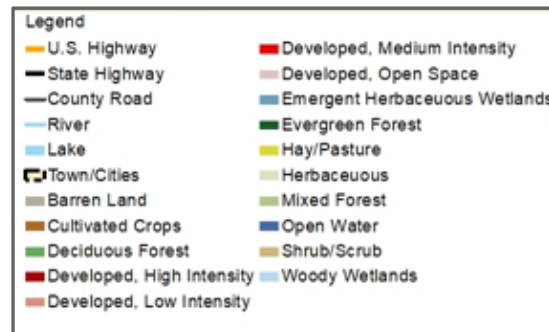 Legend
U.S. Highway
State Highway
County Road
River
Lake
Town/Cities
Barren Land
Cultivated Crops
Deciduous Forest
Developed, High Intensity
Developed, Low Intensity
Developed, Medium Intensity
Developed, Open Space
Emergent Herbaceuous Wetlands
Evergreen Forest
Hay/Pasture
Herbaceuous
Mixed Forest
Open Water
Shrub/Scrub
Woody Wetlands